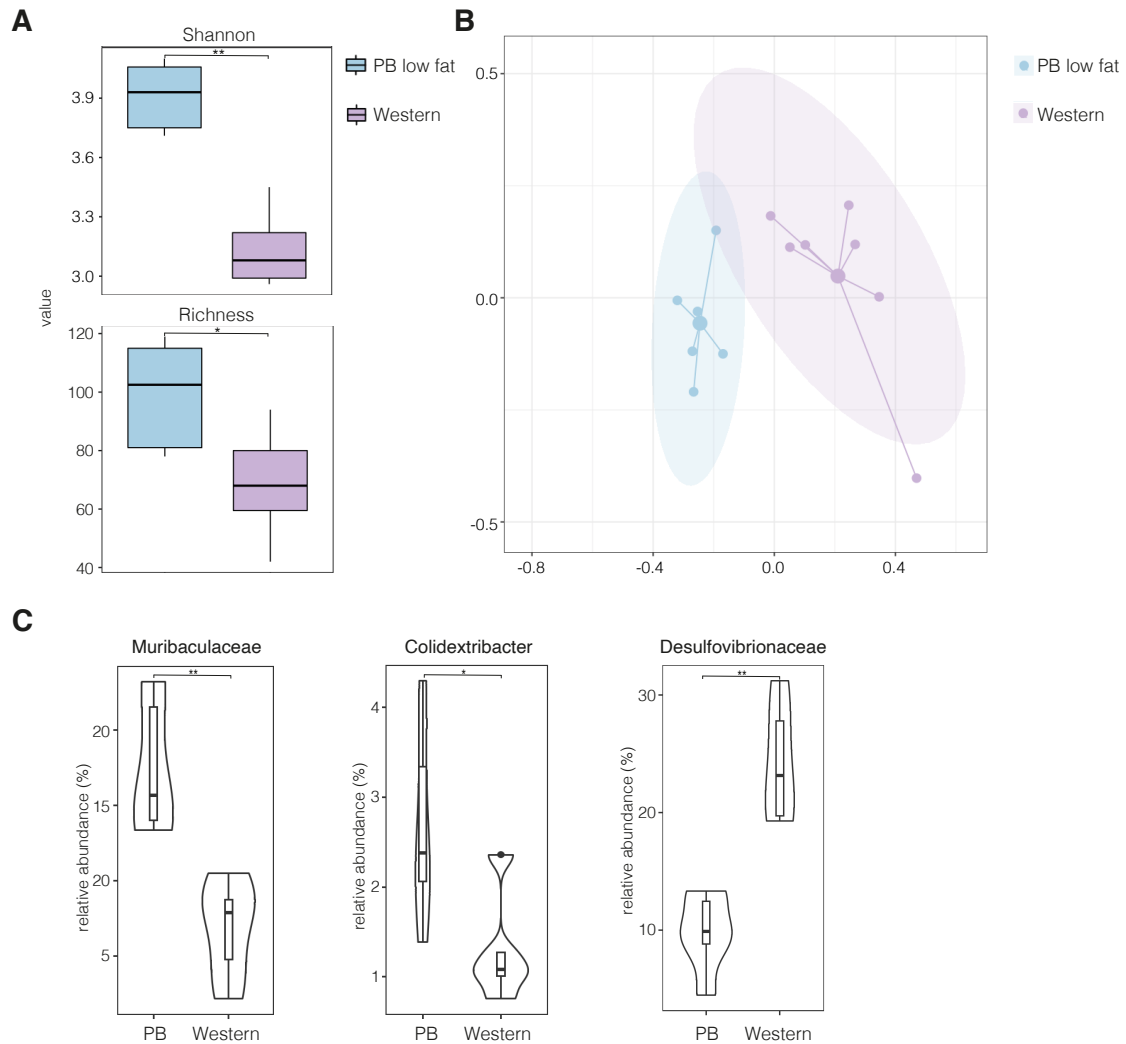 A
Shannon
**
3.9
3.6
3.3
3.0
PB low fat
Western
value
Richness
*
120
100
80
60
40
B
0.5
0.0
-0.5
-0.8
-0.4
0.0
0.4
PB low fat
Western
C
Muribaculaceae
**
relative abundance (%)
20
15
20
5
PB
Western
Colidextribacter
*
relative abundance (%)
4
3
2
1
PB
Western
Desulfovibrionaceae
**
relative abundance (%)
30
20
10
PB
Western